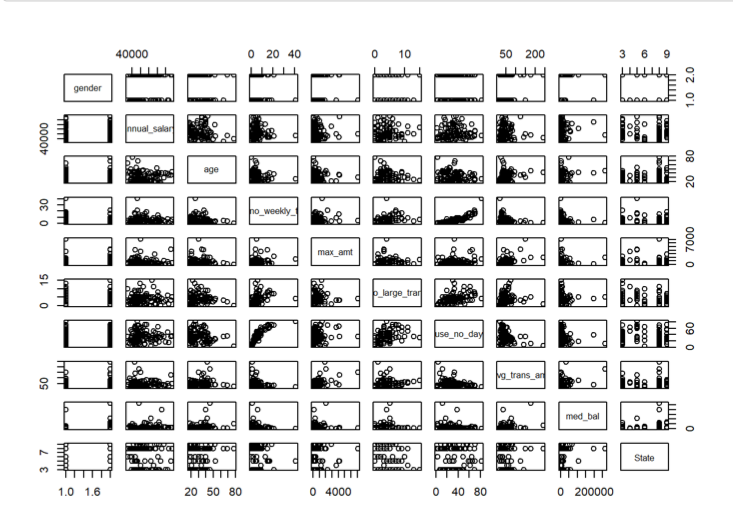 40000 0 20 40 0 10 50 200 3 6 9
gender 1.0 2.0
40000 nnual_salar
age 20 80
0 30 no_weekly_t
max_amt 0 7000
0 15 o_large_tran
use_no_day 0 60
50 vg_trans_an
med_bal 0
3 7 State
1.0 1.6 20 50 80 0 4000 0 40 80 0 200000